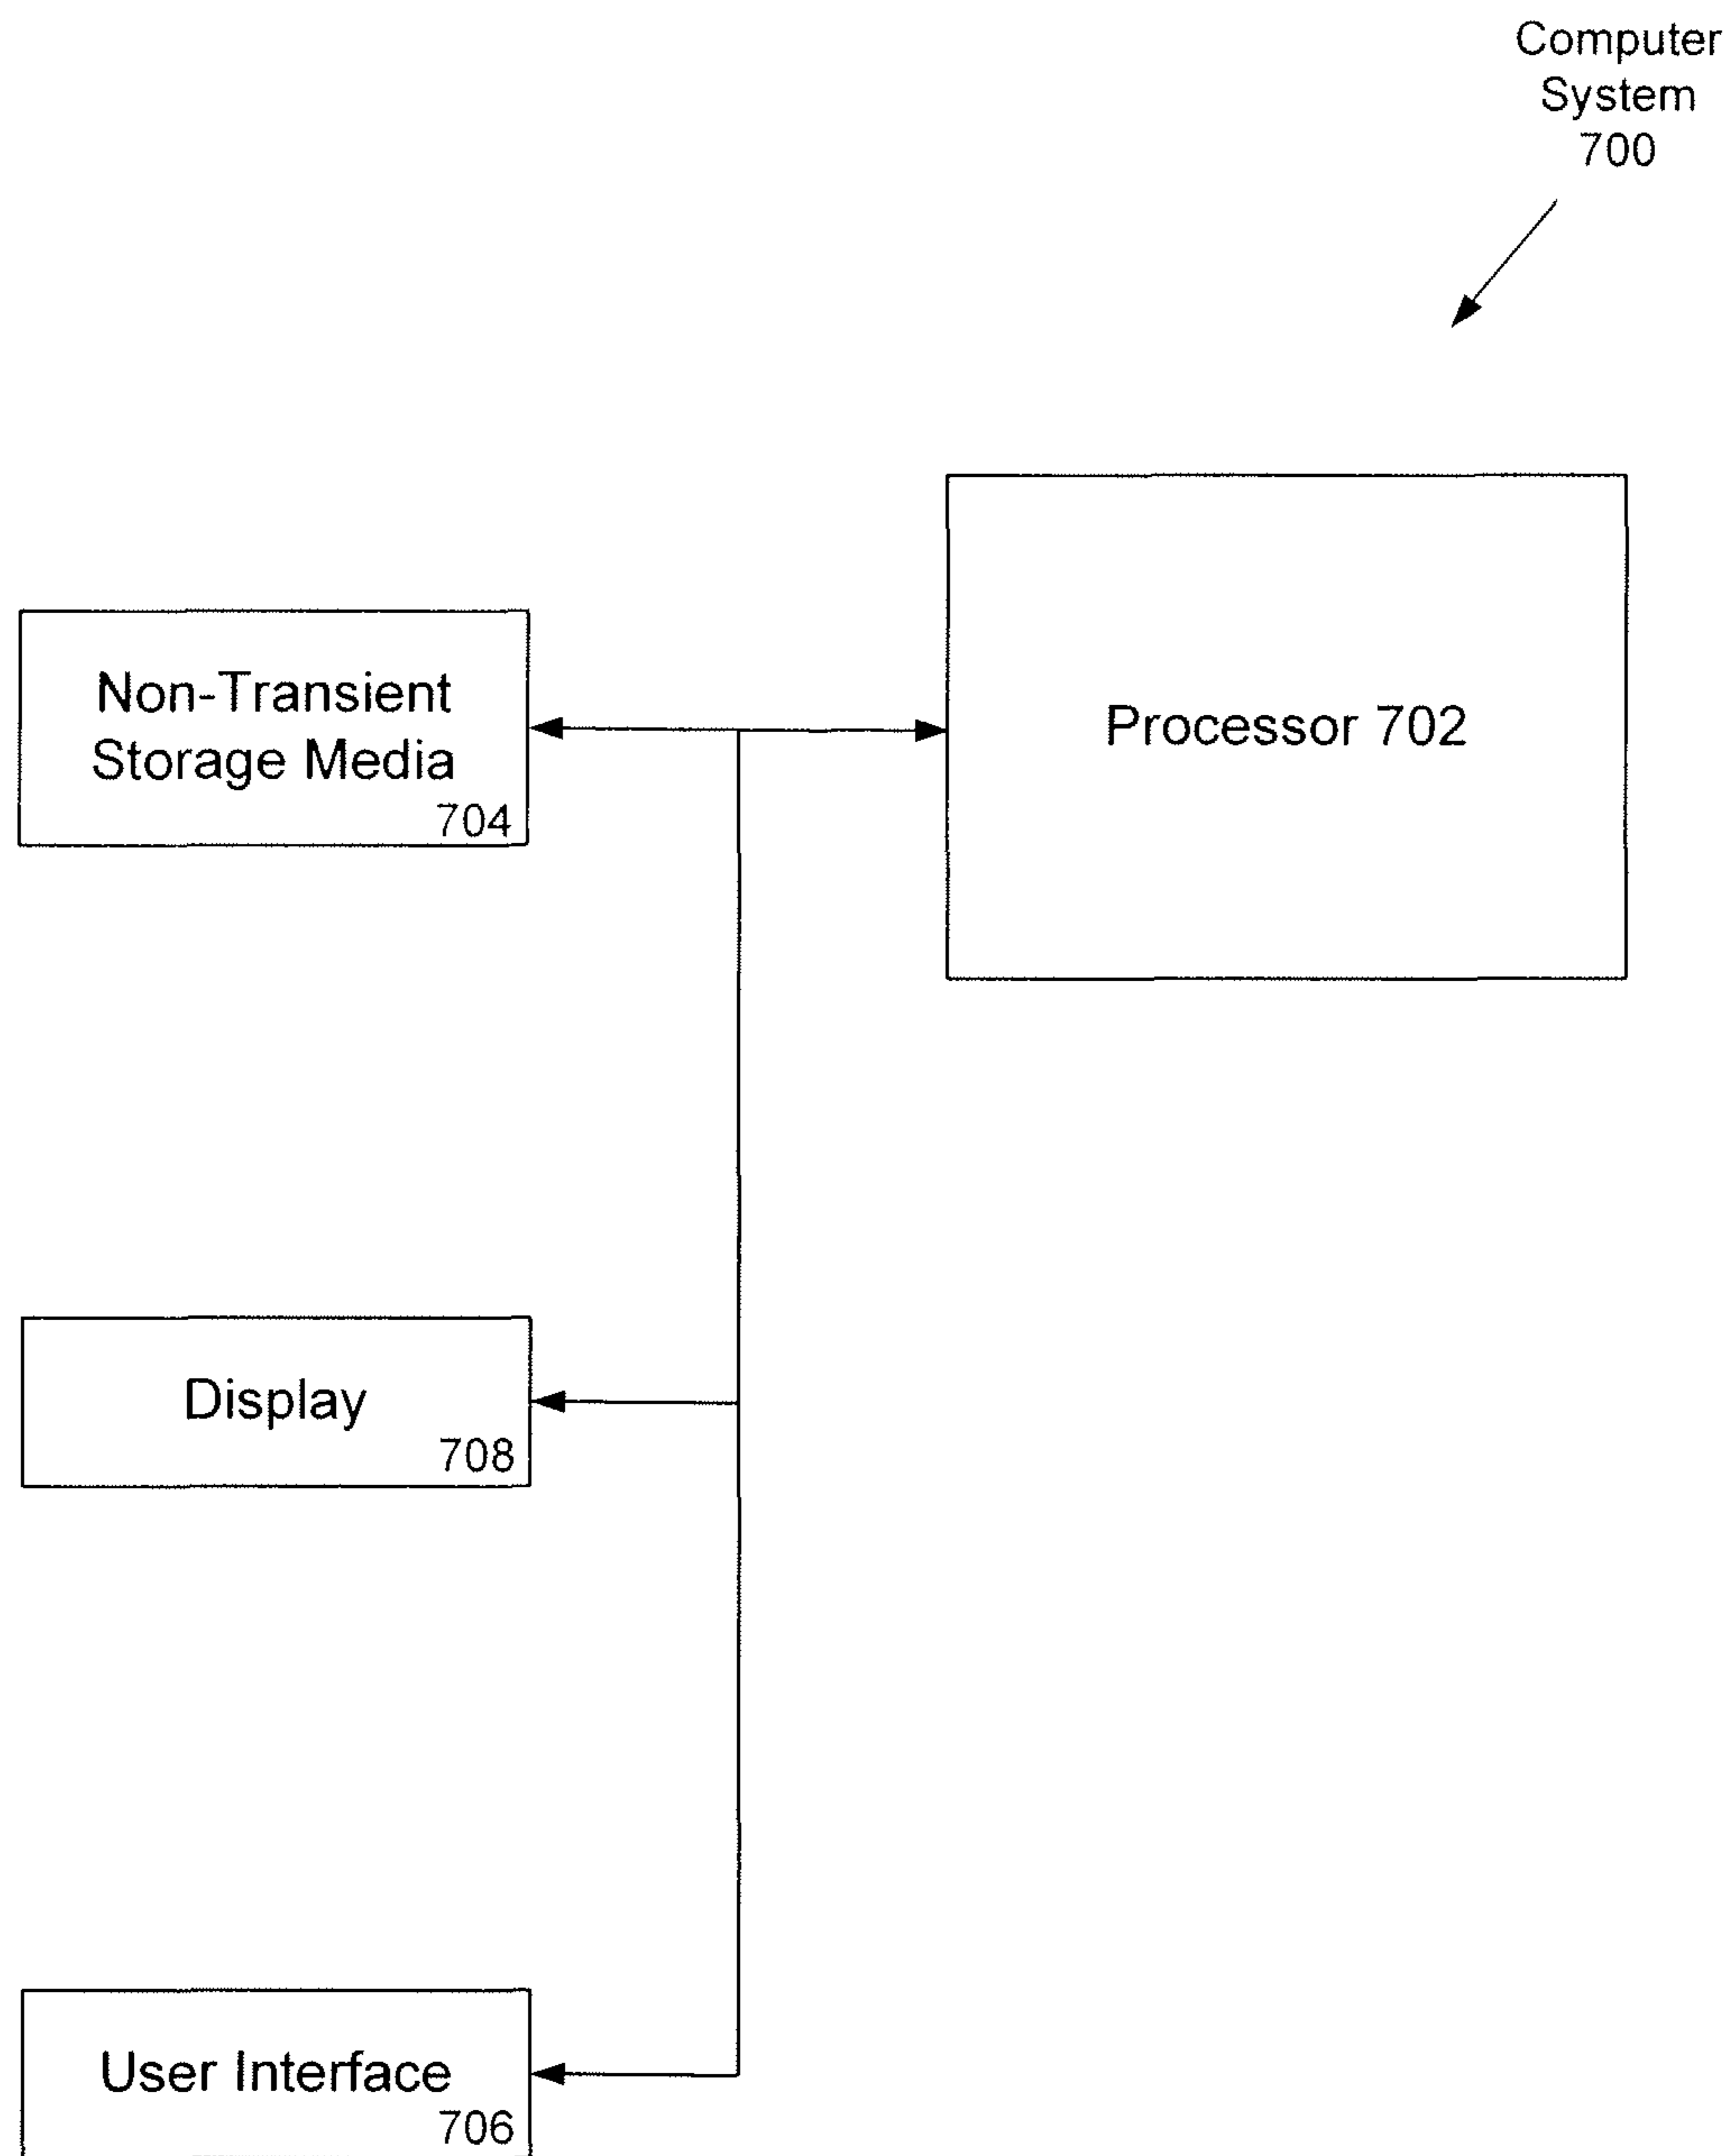 Computer
System
700
Non-Transient
Storage Media
704
Processor 702
Display
708
User Interface
706